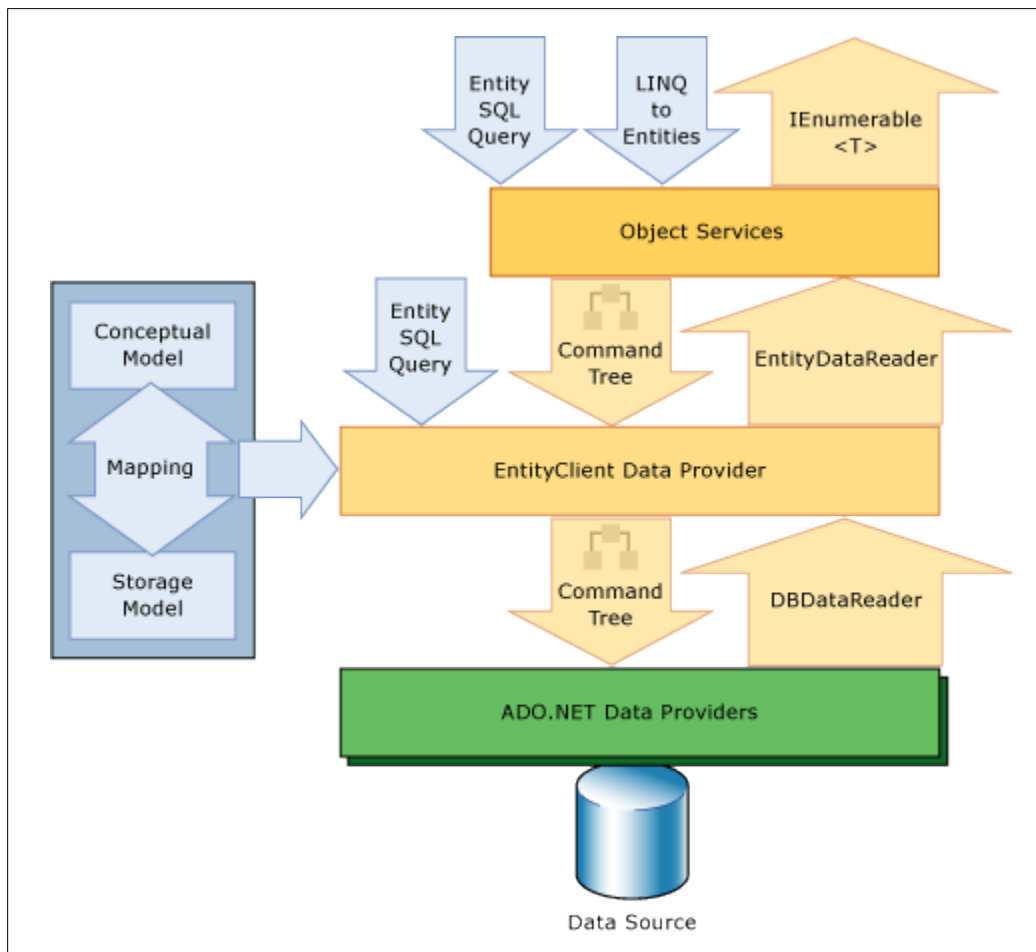 Entity
SQL
Query
LINQ
to
Entities
IEnumerable
<T>
Object Services
Entity
SQL
Query
Command
Tree
EntityDataReader
Conceptual
Model
Mapping
Storage
Model
EntityClient Data Provider
Command
Tree
DBDataReader
ADO.NET Data Providers
Data Source